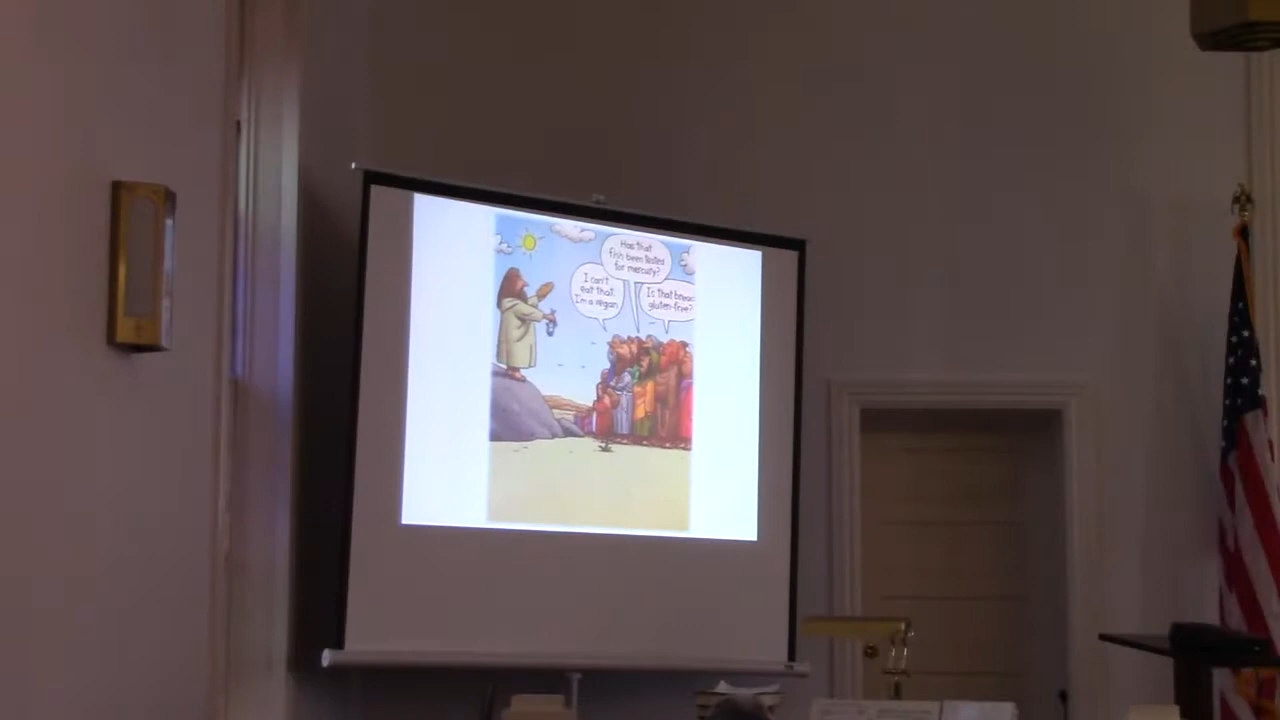 Has that
fish been tested
for mercury?
I can't
eat that.
I'm a vegan
Is that bread
gluten-free?